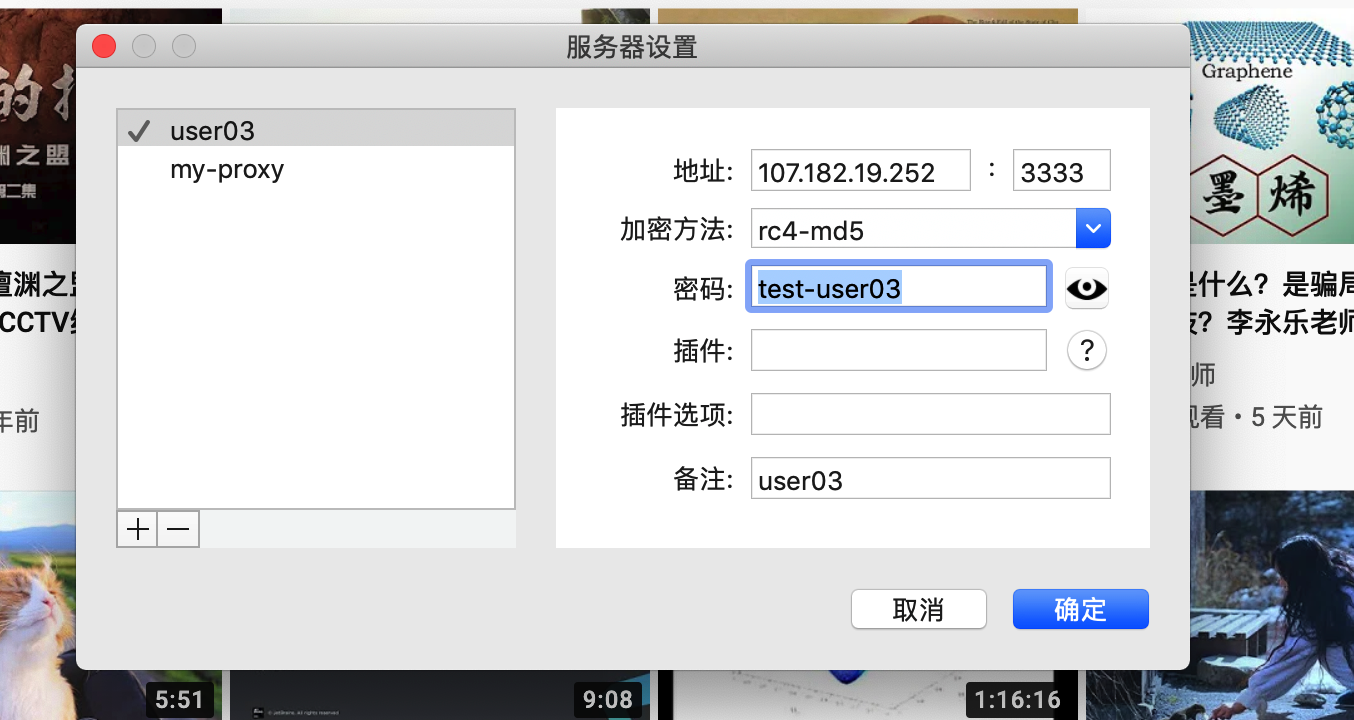 服务器设置
user03
my-proxy
地址: 107.182.19.252 : 3333
加密方法: rc4-md5
密码: test-user03
插件:
?
插件选项:
备注: user03
取消
确定
的
渊之盟
二集
澶渊之
CCTV
年前
Graphene
墨烯
什么？是骗
？李永乐老
师
观看・5 天前
5:51
9:08
1:16:16